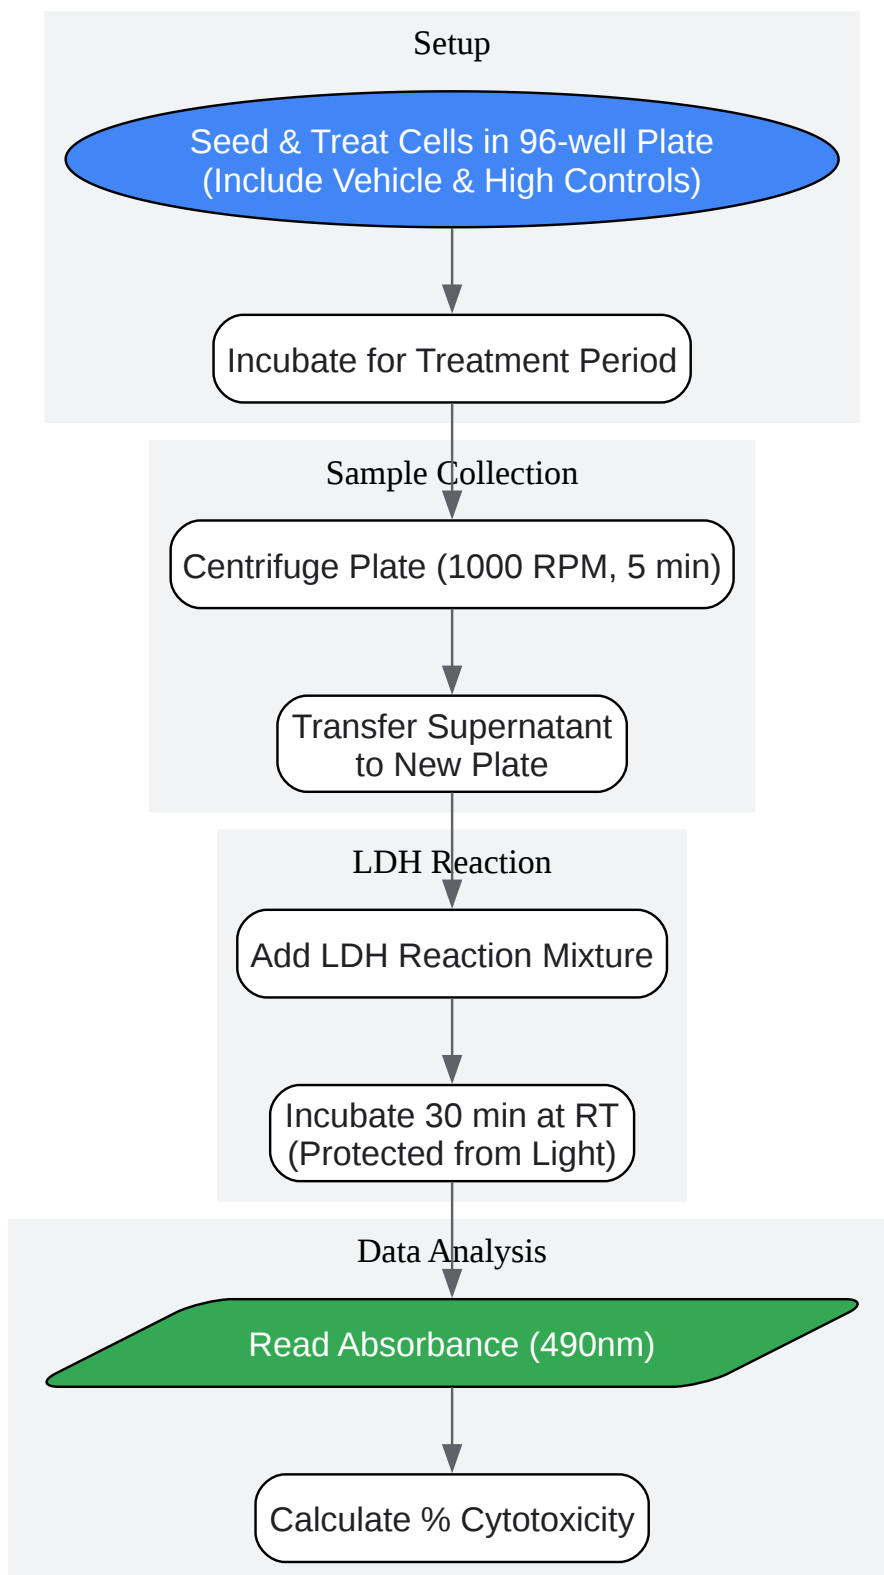 Setup
Seed & Treat Cells in 96-well Plate
(Include Vehicle & High Controls)
Incubate for Treatment Period
Sample Collection
Centrifuge Plate (1000 RPM, 5 min)
Transfer Supernatant
to New Plate
LDH Reaction
Add LDH Reaction Mixture
Incubate 30 min at RT
(Protected from Light)
Data Analysis
Read Absorbance (490nm)
Calculate % Cytotoxicity